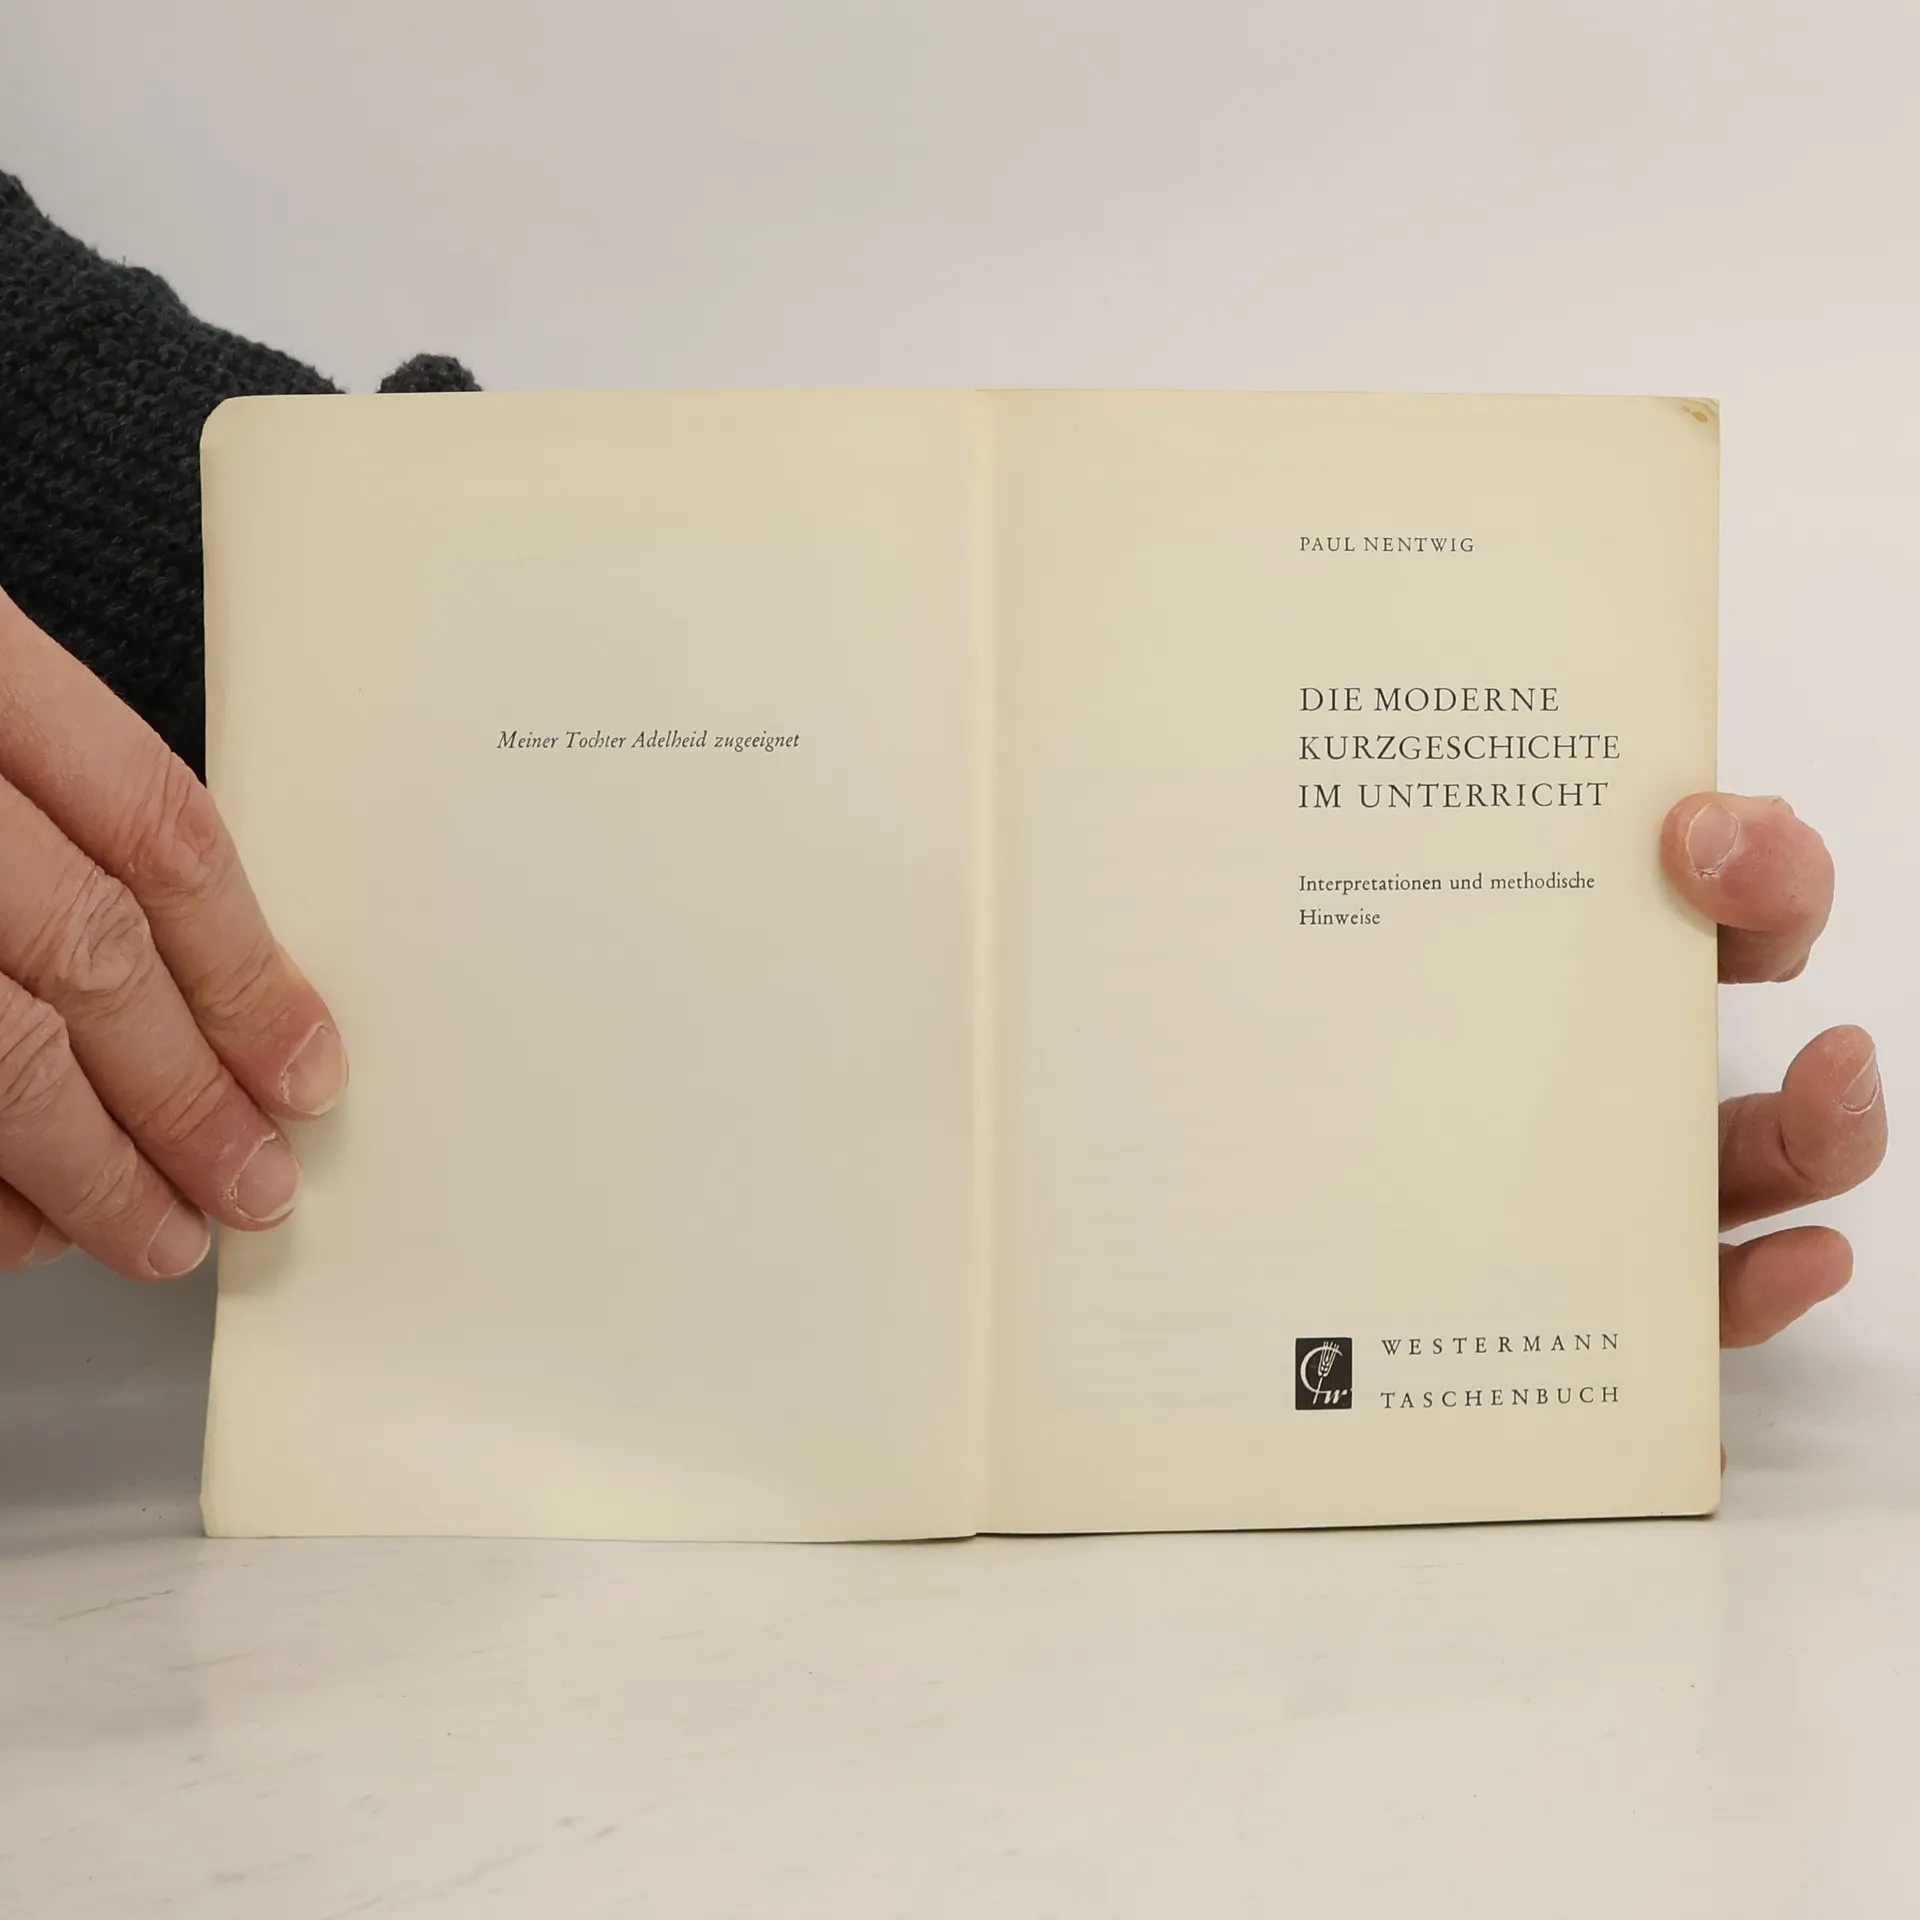 Meiner Tochter Adelheid zugeeignet
PAUL NENTWIG
DIE MODERNE
KURZGESCHICHTE
IM UNTERRICHT
Interpretationen und methodische
Hinweise
WESTERMANN
TASCHENBUCH